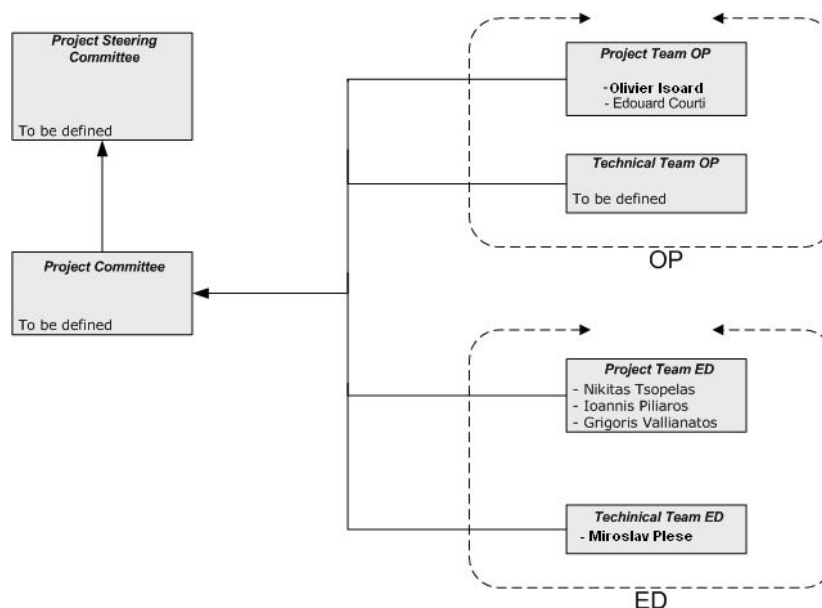 Project Steering
Committee
To be defined
Project Committee
To be defined
Project Team OP
-Olivier Isoard
- Edouard Courti
Technical Team OP
To be defined
OP
Project Team ED
- Nikitas Tsopelas
- Ioannis Piliaros
- Grigoris Vallianatos
Techinical Team ED
- Miroslav Plese
ED